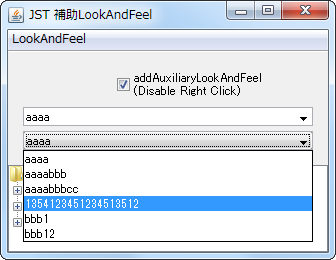 JST 補助LookAndFeel
LookAndFeel
addAuxiliaryLookAndFeel
(Disable Right Click)
aaaa
aaaa
aaaa
aaaabbb
aaaabbbcc
1354123451234513512
bbb1
bbb12